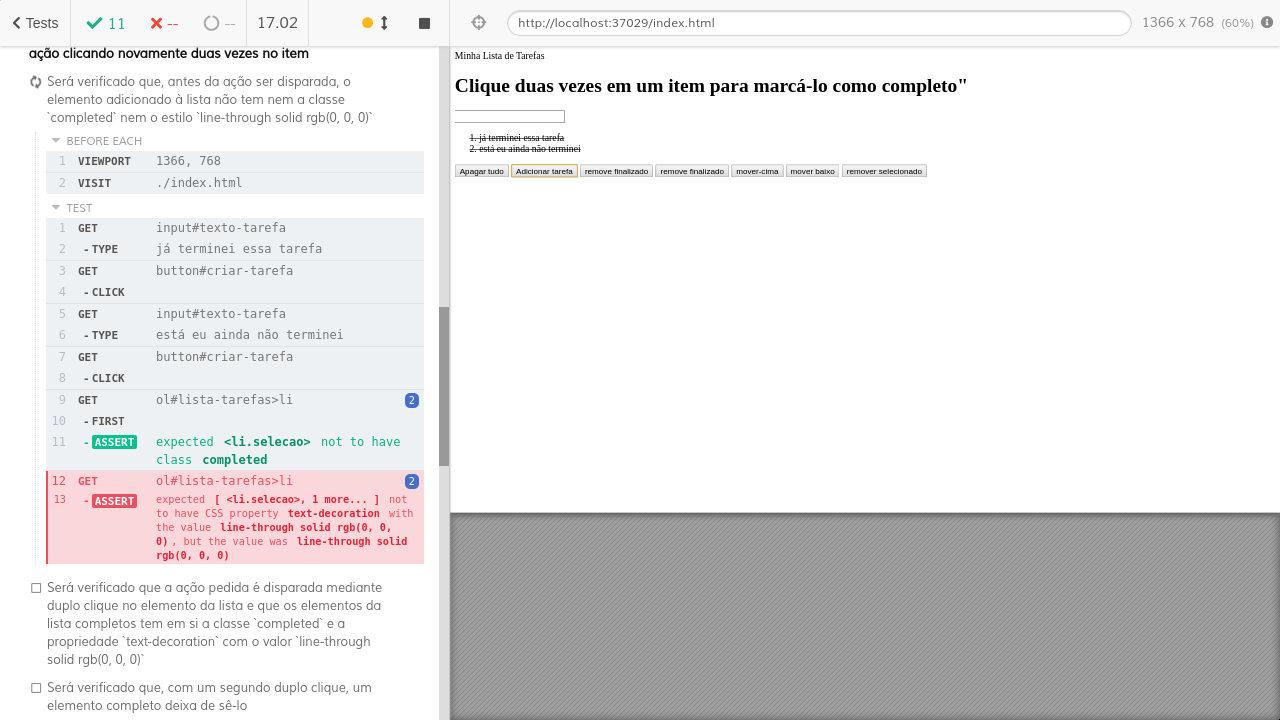 Tests
11
--
--
17.02
http://localhost:37029/index.html
1366 x 768 (60%)
ação clicando novamente duas vezes no item
Será verificado que, antes da ação ser disparada, o
elemento adicionado à lista não tem nem a classe
`completed` nem o estilo `line-through solid rgb(0, 0, 0)`
BEFORE EACH
1 VIEWPORT 1366, 768
2 VISIT ./index.html
TEST
1 GET input#texto-tarefa
2 - TYPE já terminei essa tarefa
3 GET button#criar-tarefa
4 - CLICK
5 GET input#texto-tarefa
6 - TYPE está eu ainda não terminei
7 GET button#criar-tarefa
8 - CLICK
9 GET ol#lista-tarefas>li 2
10 - FIRST
11 - ASSERT expected <li.selecao> not to have
class completed
12 GET ol#lista-tarefas>li 2
13 - ASSERT expected [ <li.selecao>, 1 more... ] not
to have CSS property text-decoration with
the value line-through solid rgb(0, 0,
0), but the value was line-through solid
rgb(0, 0, 0)
Será verificado que a ação pedida é disparada mediante
duplo clique no elemento da lista e que os elementos da
lista completos tem em si a classe `completed` e a
propriedade `text-decoration` com o valor `line-through
solid rgb(0, 0, 0)`
Será verificado que, com um segundo duplo clique, um
elemento completo deixa de sê-lo
Minha Lista de Tarefas
Clique duas vezes em um item para marcá-lo como completo"
1. já terminei essa tarefa
2. está eu ainda não terminei
Apagar tudo Adicionar tarefa remove finalizado remove finalizado mover-cima mover baixo remover selecionado